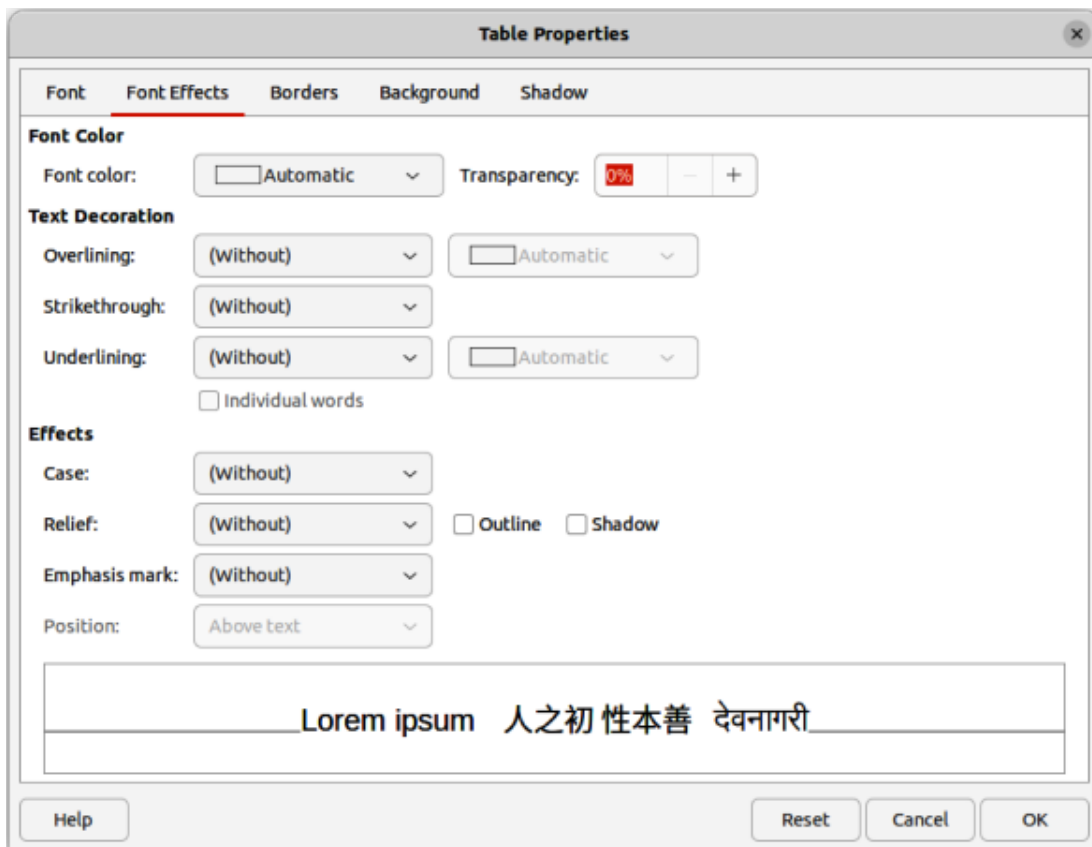 Table Properties
Font Font Effects Borders Background Shadow
Font Color
Font color: Automatic Transparency: 0% − +
Text Decoration
Overlining: (Without) Automatic
Strikethrough: (Without)
Underlining: (Without) Automatic
Individual words
Effects
Case: (Without)
Relief: (Without) Outline Shadow
Emphasis mark: (Without)
Position: Above text
Lorem ipsum 人之初 性本善 देवनागरी
Help Reset Cancel OK